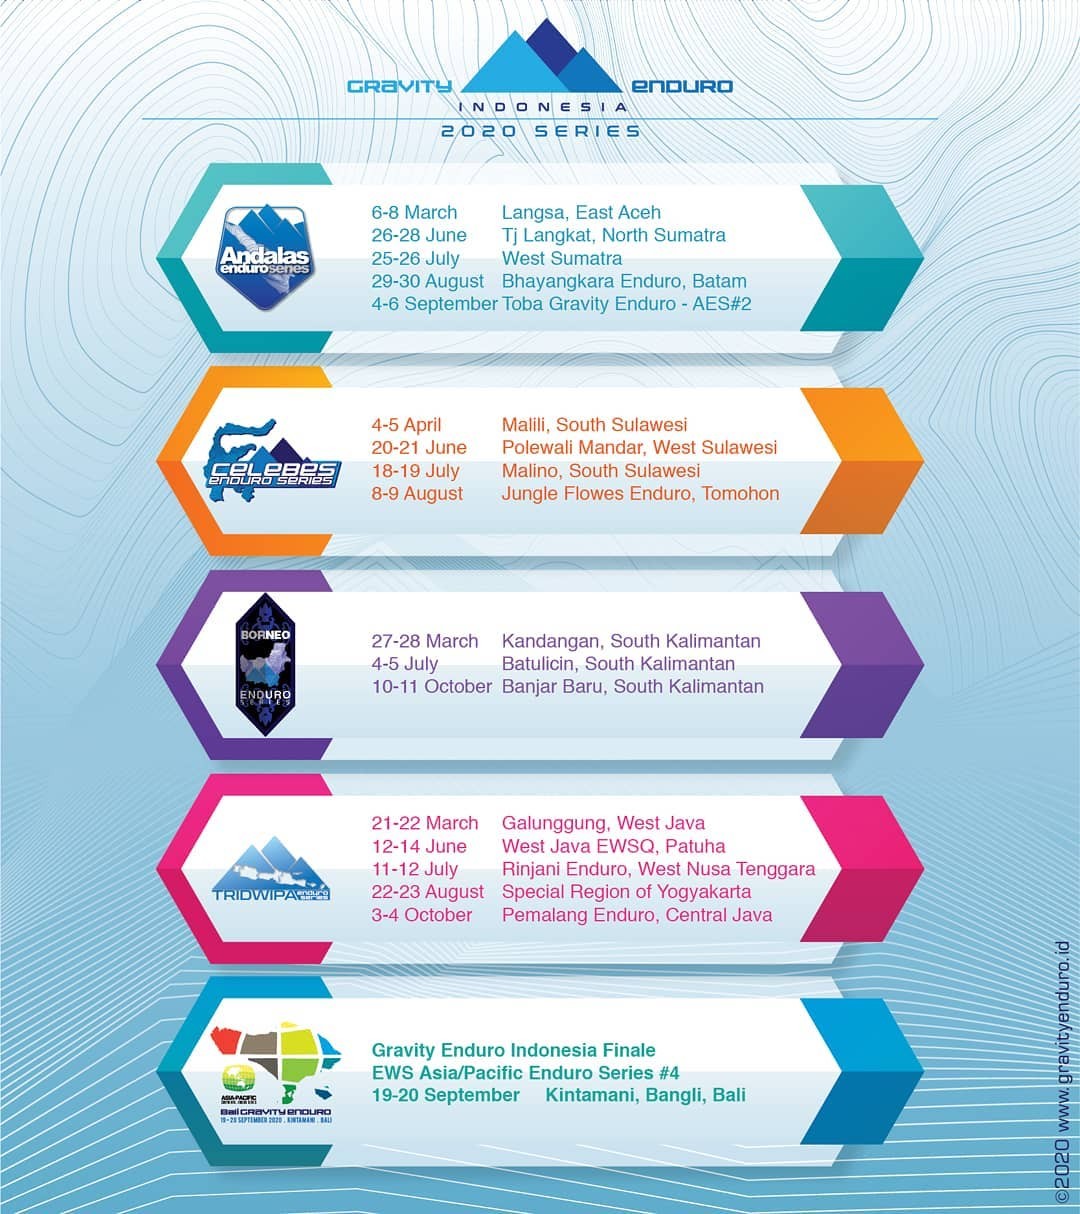 GRAVITY ENDURO
INDONESIA
2020 SERIES
Andalas
enduroseries
6-8 March Langsa, East Aceh
26-28 June Tj Langkat, North Sumatra
25-26 July West Sumatra
29-30 August Bhayangkara Enduro, Batam
4-6 September Toba Gravity Enduro - AES#2
CELEBES
ENDURO SERIES
4-5 April Malili, South Sulawesi
20-21 June Polewali Mandar, West Sulawesi
18-19 July Malino, South Sulawesi
8-9 August Jungle Flowes Enduro, Tomohon
BORNEO
ENDURO
SERIES
27-28 March Kandangan, South Kalimantan
4-5 July Batulicin, South Kalimantan
10-11 October Banjar Baru, South Kalimantan
TRIDWIPA enduro series
21-22 March Galunggung, West Java
12-14 June West Java EWSQ, Patuha
11-12 July Rinjani Enduro, West Nusa Tenggara
22-23 August Special Region of Yogyakarta
3-4 October Pemalang Enduro, Central Java
ASIA-PACIFIC
Bali GRAVITY ENDURO
19-20 SEPTEMBER 2020 . KINTAMANI . BALI
Gravity Enduro Indonesia Finale
EWS Asia/Pacific Enduro Series #4
19-20 September Kintamani, Bangli, Bali
©2020 www.gravityenduro.id